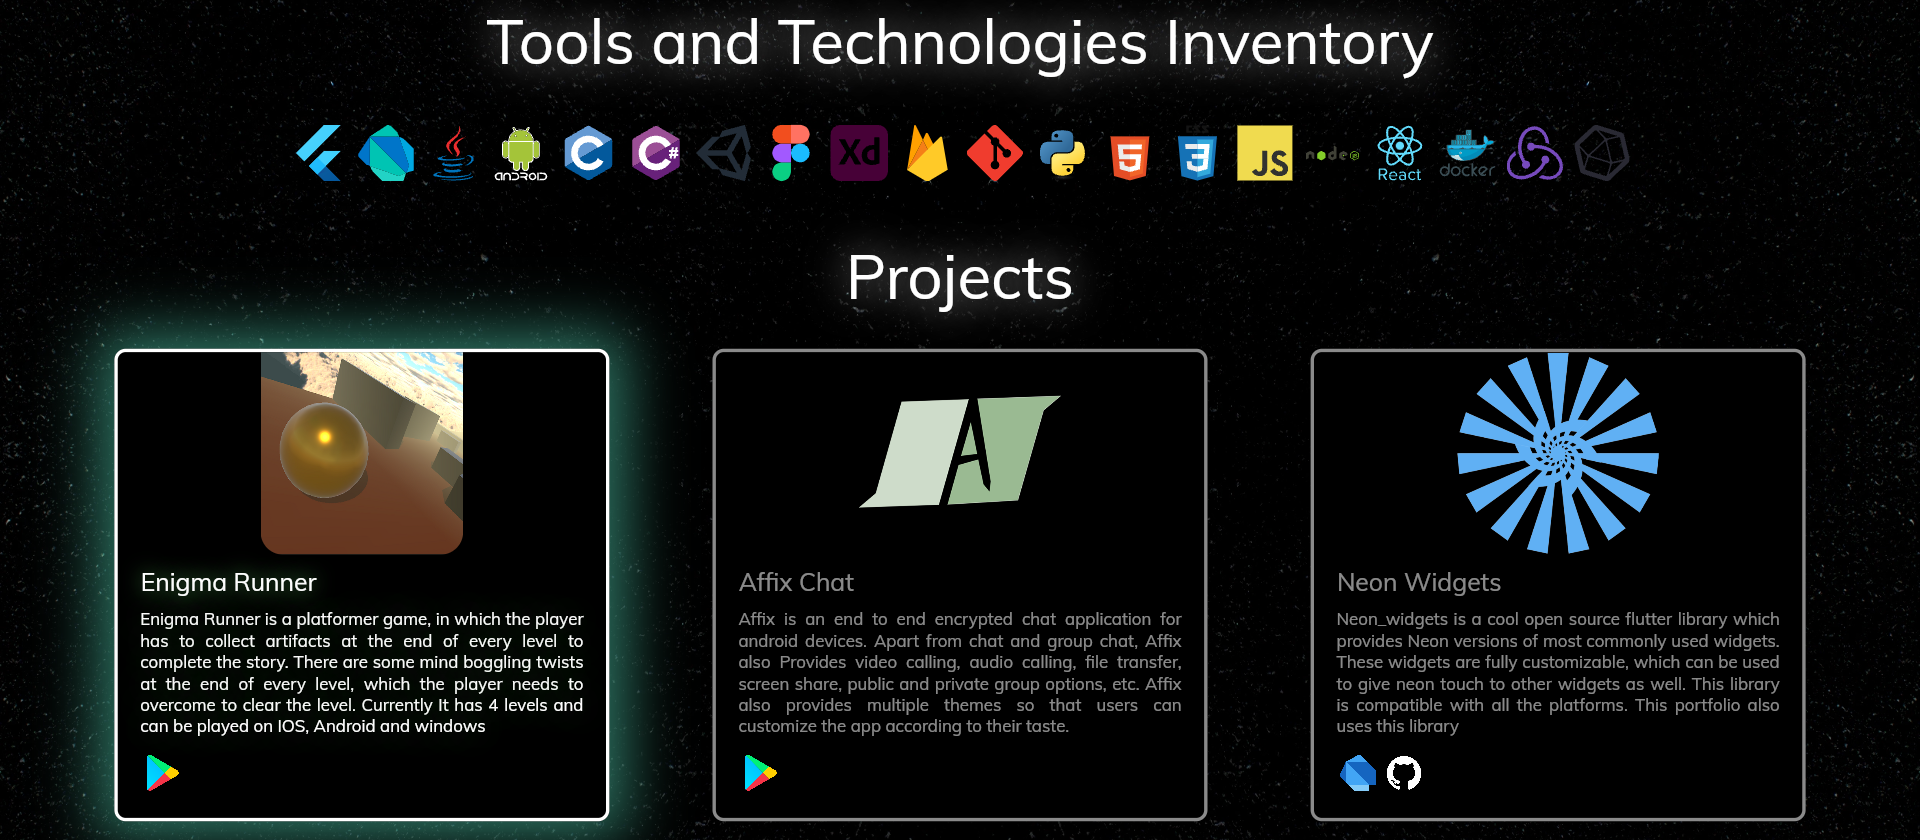 Tools and Technologies Inventory
ANDROID
C
C#
Xd
5
3
JS
node
JS
React
docker
Projects
A
Enigma Runner
Enigma Runner is a platformer game, in which the player
has to collect artifacts at the end of every level to
complete the story. There are some mind boggling twists
at the end of every level, which the player needs to
overcome to clear the level. Currently It has 4 levels and
can be played on IOS, Android and windows
Affix Chat
Affix is an end to end encrypted chat application for
android devices. Apart from chat and group chat, Affix
also Provides video calling, audio calling, file transfer,
screen share, public and private group options, etc. Affix
also provides multiple themes so that users can
customize the app according to their taste.
Neon Widgets
Neon_widgets is a cool open source flutter library which
provides Neon versions of most commonly used widgets.
These widgets are fully customizable, which can be used
to give neon touch to other widgets as well. This library
is compatible with all the platforms. This portfolio also
uses this library